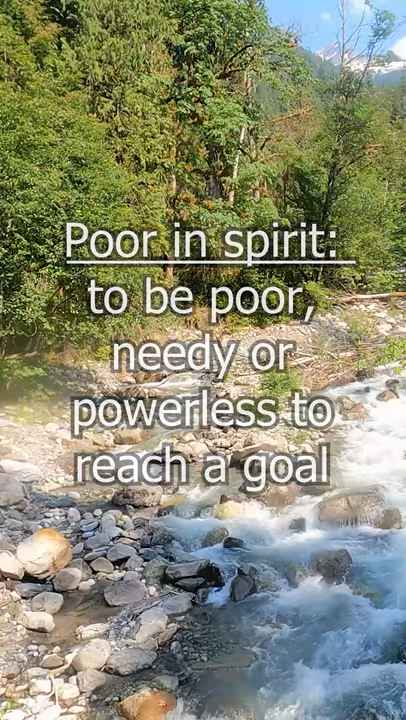 Poor in spirit:
to be poor,
needy or
powerless to
reach a goal